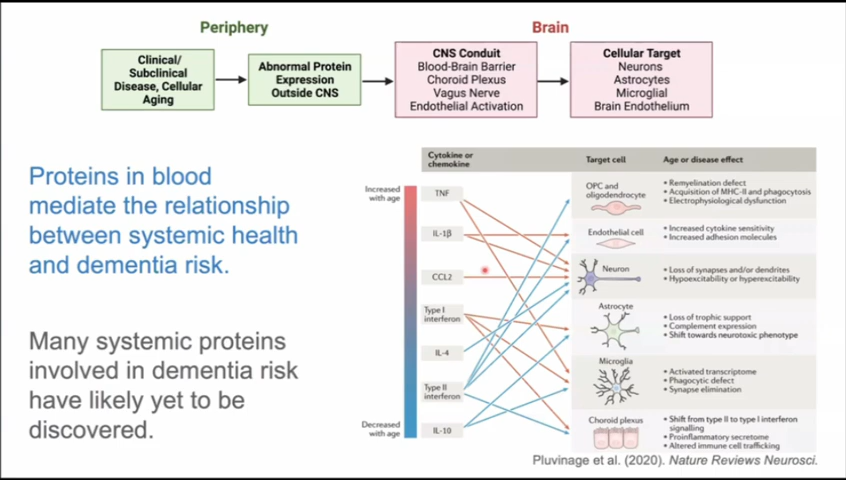 Periphery
Brain
Clinical/
Subclinical
Disease, Cellular
Aging
Abnormal Protein
Expression
Outside CNS
CNS Conduit
Blood-Brain Barrier
Choroid Plexus
Vagus Nerve
Endothelial Activation
Cellular Target
Neurons
Astrocytes
Microglial
Brain Endothelium
Proteins in blood
mediate the relationship
between systemic health
and dementia risk.
Many systemic proteins
involved in dementia risk
have likely yet to be
discovered.
Cytokine or
chemokine
Target cell
Age or disease effect
Increased
with age
Decreased
with age
TNF
IL-1β
CCL2
Type I
interferon
IL-4
Type II
interferon
IL-10
OPC and
oligodendrocyte
• Remyelination defect
• Acquisition of MHC-II and phagocytosis
• Electrophysiological dysfunction
Endothelial cell
• Increased cytokine sensitivity
• Increased adhesion molecules
Neuron
• Loss of synapses and/or dendrites
• Hypoexcitability or hyperexcitability
Astrocyte
• Loss of trophic support
• Complement expression
• Shift towards neurotoxic phenotype
Microglia
• Activated transcriptome
• Phagocytic defect
• Synapse elimination
Choroid plexus
• Shift from type II to type I interferon
signalling
• Proinflammatory secretome
• Altered immune cell trafficking
Pluvinage et al. (2020). Nature Reviews Neurosci.